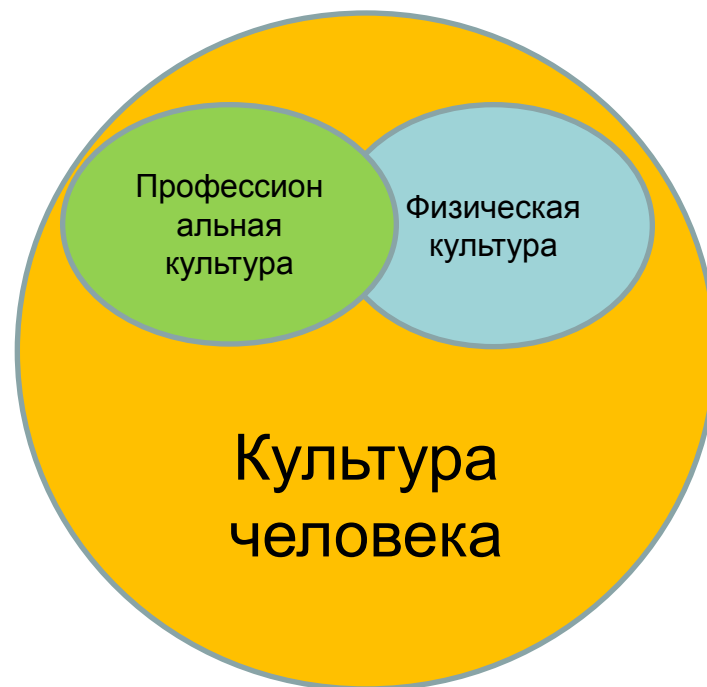 Профессион
альная
культура
Физическая
культура
Культура
человека